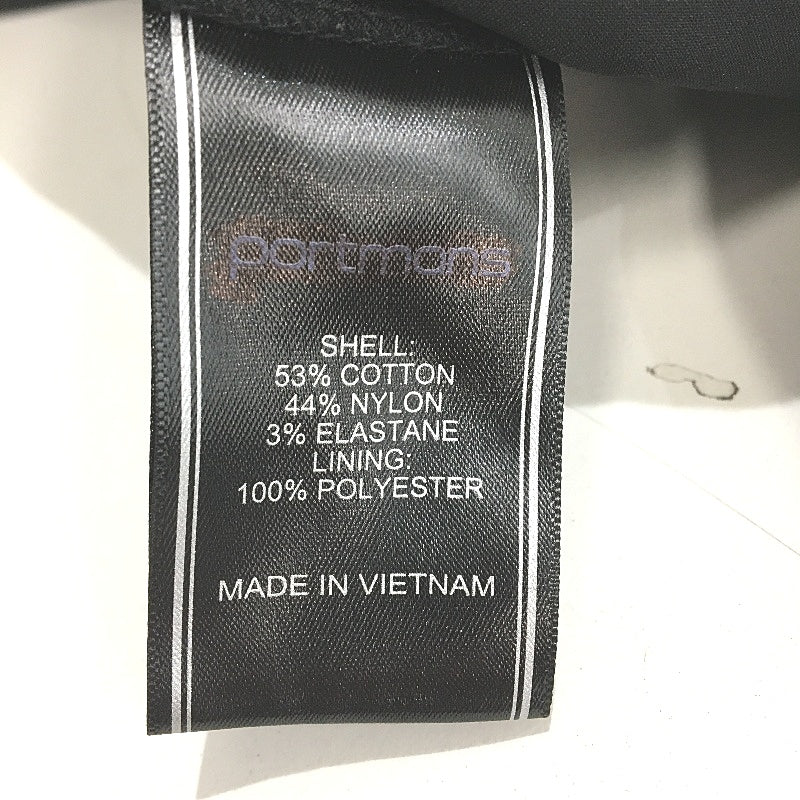 portmans
SHELL:
53% COTTON
44% NYLON
3% ELASTANE
LINING:
100% POLYESTER
MADE IN VIETNAM